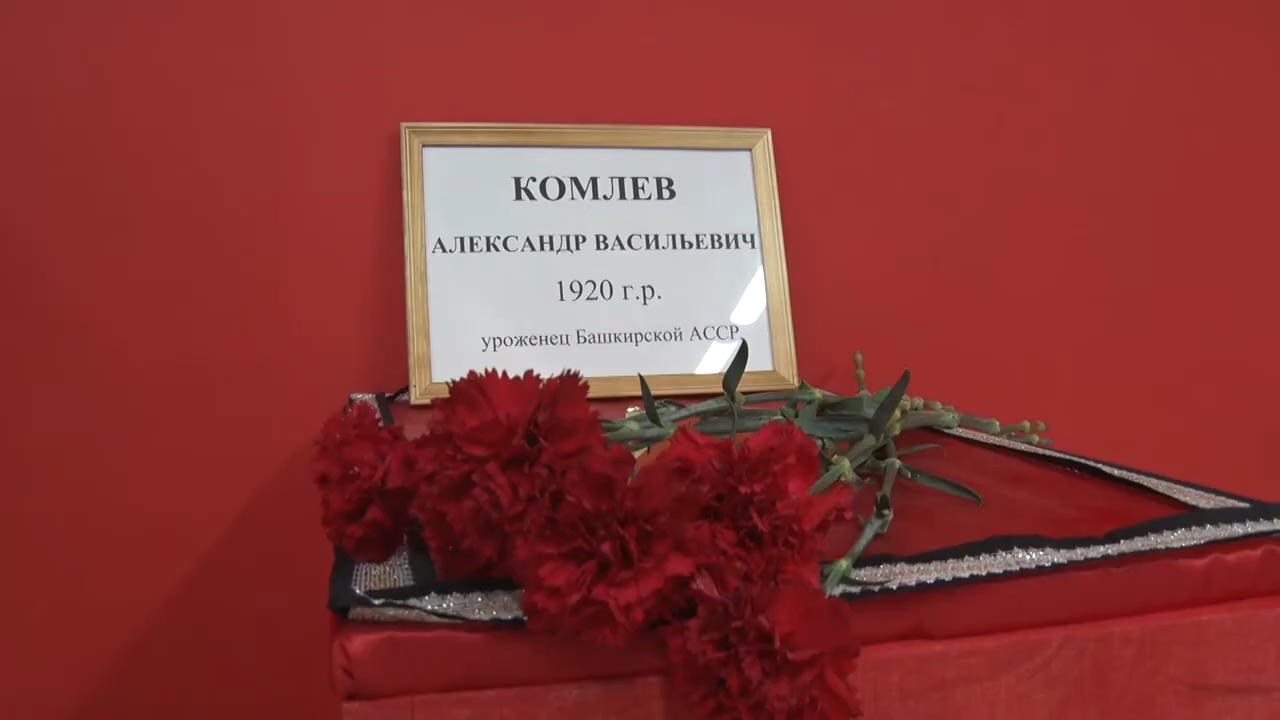 КОМЛЕВ
АЛЕКСАНДР ВАСИЛЬЕВИЧ
1920 г.р.
уроженец Башкирской АССР